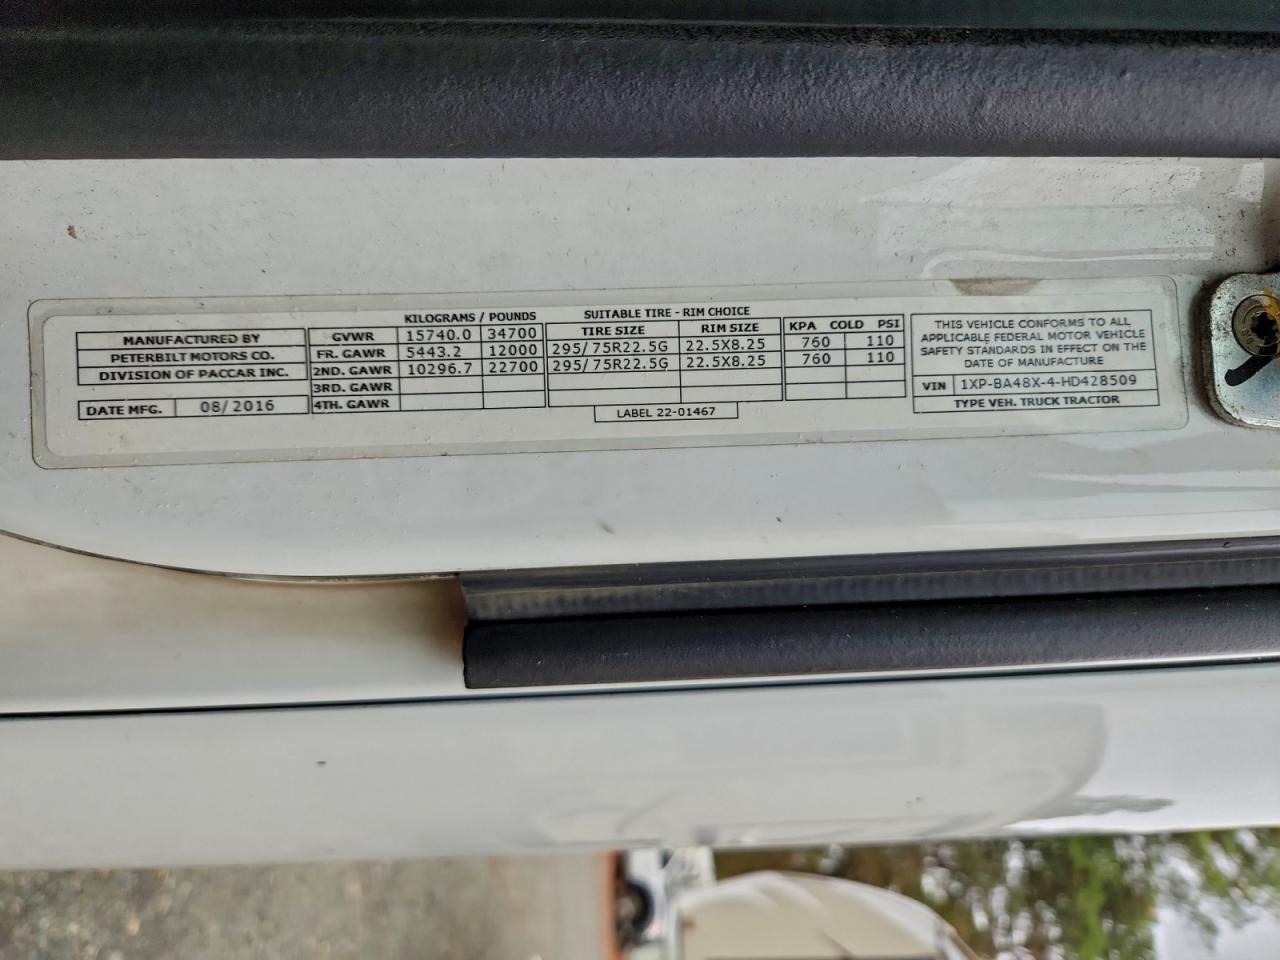 KILOGRAMS / POUNDS SUITABLE TIRE - RIM CHOICE
MANUFACTURED BY
PETERBILT MOTORS CO.
DIVISION OF PACCAR INC.
DATE MFG. 08/2016
TIRE SIZE RIM SIZE KPA COLD PSI
GVWR 15740.0 34700
FR. GAWR 5443.2 12000 295/75R22.5G 22.5X8.25 760 110
2ND. GAWR 10296.7 22700 295/75R22.5G 22.5X8.25 760 110
3RD. GAWR
4TH. GAWR
LABEL 22-01467
THIS VEHICLE CONFORMS TO ALL
APPLICABLE FEDERAL MOTOR VEHICLE
SAFETY STANDARDS IN EFFECT ON THE
DATE OF MANUFACTURE
VIN 1XP-BA48X-4-HD428509
TYPE VEH. TRUCK TRACTOR